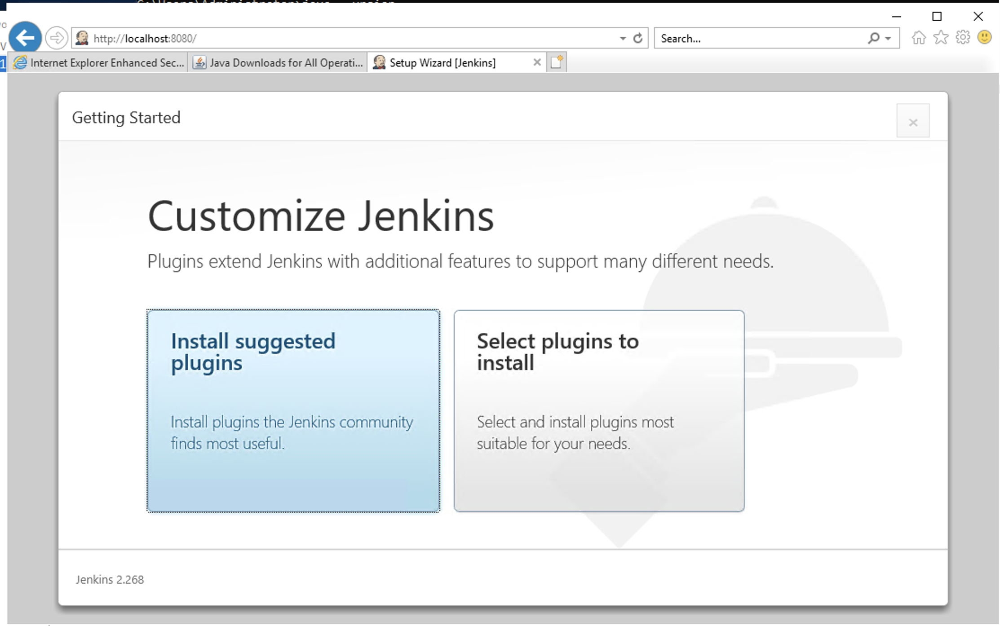 http://localhost:8080/
Search...
Internet Explorer Enhanced Sec...
Java Downloads for All Operati...
Setup Wizard [Jenkins]
Getting Started
Customize Jenkins
Plugins extend Jenkins with additional features to support many different needs.
Install suggested
plugins
Install plugins the Jenkins community
finds most useful.
Select plugins to
install
Select and install plugins most
suitable for your needs.
Jenkins 2.268